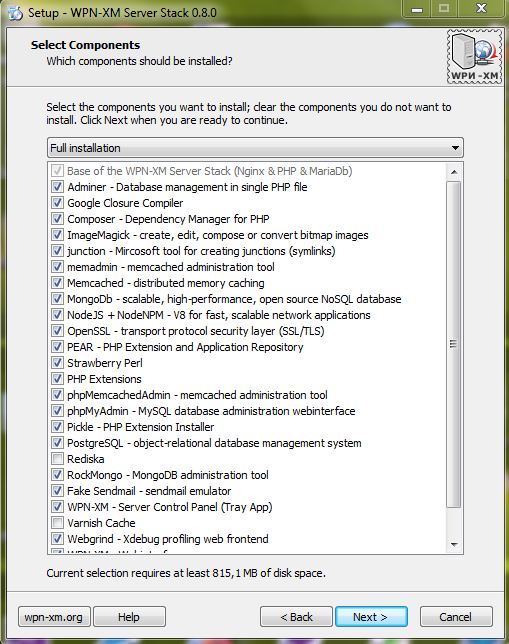 Setup - WPN-XM Server Stack 0.8.0
Select Components
Which components should be installed?
WPИ-XM
Select the components you want to install; clear the components you do not want to
install. Click Next when you are ready to continue.
Full installation
Base of the WPN-XM Server Stack (Nginx & PHP & MariaDb)
Adminer - Database management in single PHP file
Google Closure Compiler
Composer - Dependency Manager for PHP
ImageMagick - create, edit, compose or convert bitmap images
junction - Mircosoft tool for creating junctions (symlinks)
memadmin - memcached administration tool
Memcached - distributed memory caching
MongoDb - scalable, high-performance, open source NoSQL database
NodeJS + NodeNPM - V8 for fast, scalable network applications
OpenSSL - transport protocol security layer (SSL/TLS)
PEAR - PHP Extension and Application Repository
Strawberry Perl
PHP Extensions
phpMemcachedAdmin - memcached administration tool
phpMyAdmin - MySQL database administration webinterface
Pickle - PHP Extension Installer
PostgreSQL - object-relational database management system
Rediska
RockMongo - MongoDB administration tool
Fake Sendmail - sendmail emulator
WPN-XM - Server Control Panel (Tray App)
Varnish Cache
Webgrind - Xdebug profiling web frontend
Current selection requires at least 815,1 MB of disk space.
wpn-xm.org
Help
< Back
Next >
Cancel